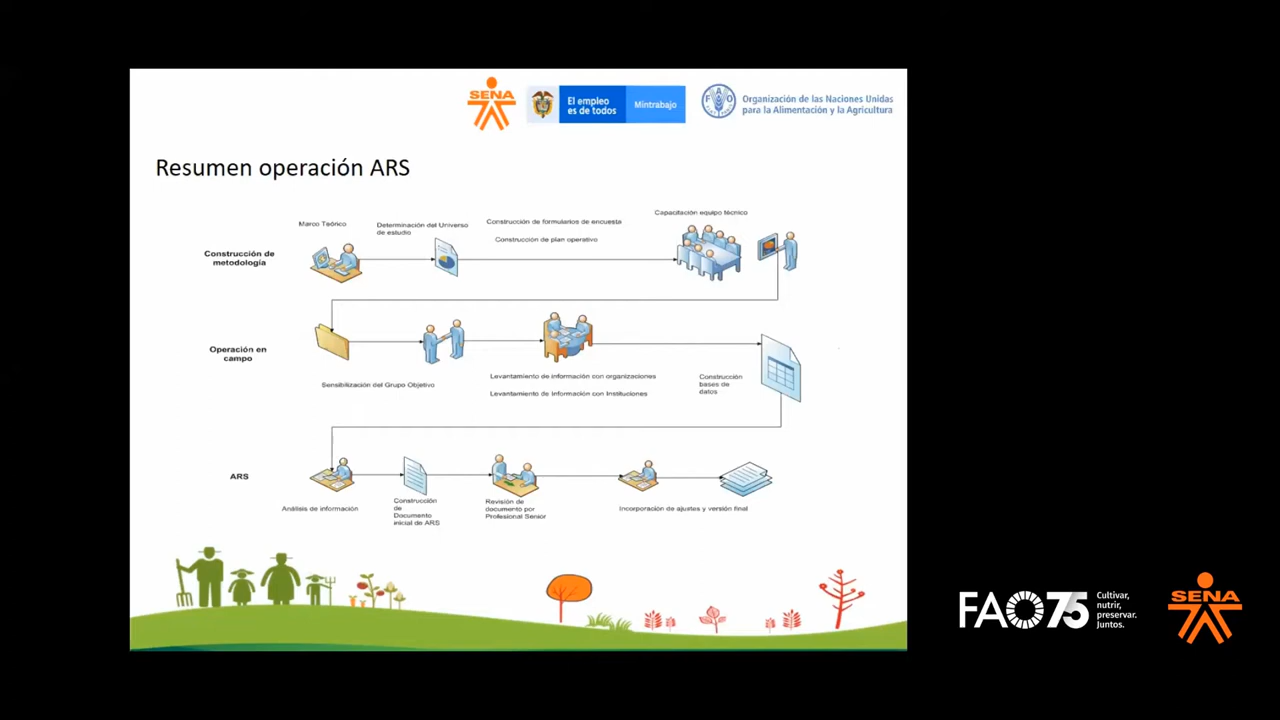 SENA
El empleo
es de todos
Mintrabajo
FAO
Organización de las Naciones Unidas
para la Alimentación y la Agricultura
Resumen operación ARS
Construcción de
metodología
Marco Teórico
Determinación del Universo
de estudio
Construcción de formularios de encuesta
Construcción de plan operativo
Capacitación equipo técnico
Operación en
campo
Sensibilización del Grupo Objetivo
Levantamiento de información con organizaciones
Levantamiento de Información con Instituciones
Construcción
bases de
datos
ARS
Análisis de información
Construcción
de
Documento
inicial de ARS
Revisión de
documento por
Profesional Senior
Incorporación de ajustes y versión final
FAO75
Cultivar,
nutrir,
preservar.
Juntos.
SENA